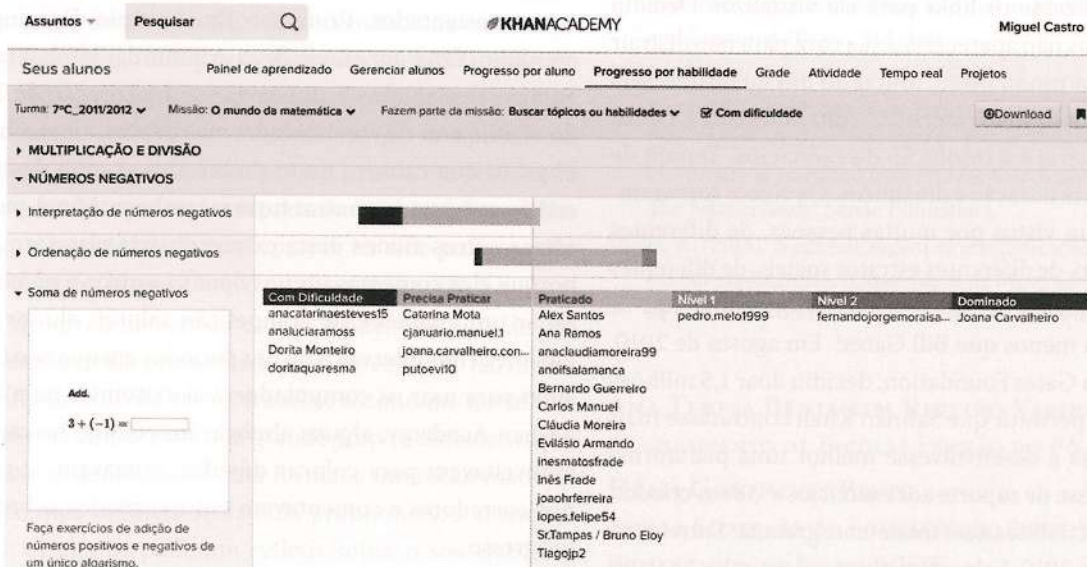 Assuntos Pesquisar KHANACADEMY Miguel Castro
Seus alunos Painel de aprendizado Gerenciar alunos Progresso por aluno Progresso por habilidade Grade Atividade Tempo real Projetos
Turma: 7ºC_2011/2012 Missão: O mundo da matemática Fazem parte da missão: Buscar tópicos ou habilidades Com dificuldade Download
MULTIPLICAÇÃO E DIVISÃO
NÚMEROS NEGATIVOS
Interpretação de números negativos
Ordenação de números negativos
Soma de números negativos
Add.
3 + (−1) =
Faça exercícios de adição de
números positivos e negativos de
um único algarismo.
Com Dificuldade
anacatarinaesteves15
analuciaramoss
Dorita Monteiro
doritaquaresma
Precisa Praticar
Catarina Mota
cjanuario.manuel.1
joana.carvalheiro.con...
putoevi10
Praticado
Alex Santos
Ana Ramos
anaclaudiamoreira99
anoifsalamanca
Bernardo Guerreiro
Carlos Manuel
Cláudia Moreira
Evilásio Armando
inesmatosfrade
Inês Frade
joaohrferreira
lopes.felipe54
Sr.Tampas / Bruno Eloy
Tiagojp2
Nível 1
pedro.melo1999
Nível 2
fernandojorgemoraisa...
Dominado
Joana Carvalheiro